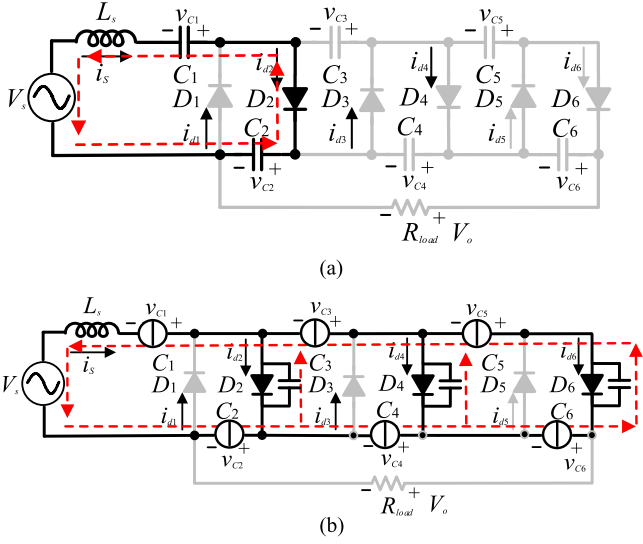 Ls vC1 vC3 vC5
− + − + − +
is C1 id2 C3 id4 C5 id6
Vs D1 D2 D3 D4 D5 D6
id1 C2 id3 C4 id5 C6
− + − + − +
vC2 vC4 vC6
− +
Rload Vo
(a)
Ls vC1 vC3 vC5
− + − + − +
is C1 id2 C3 id4 C5 id6
Vs D1 D2 D3 D4 D5 D6
id1 C2 id3 C4 id5 C6
− + − + − +
vC2 vC4 vC6
− +
Rload Vo
(b)